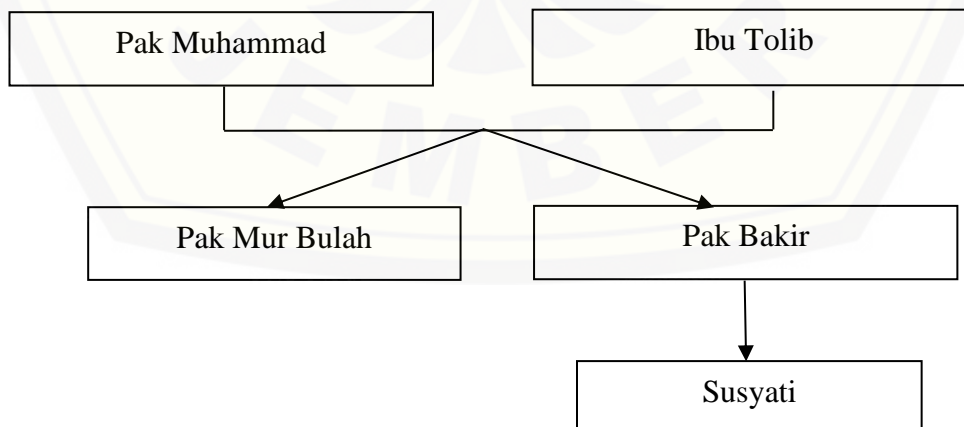 Pak Muhammad
Ibu Tolib
Pak Mur Bulah
Pak Bakir
Susyati